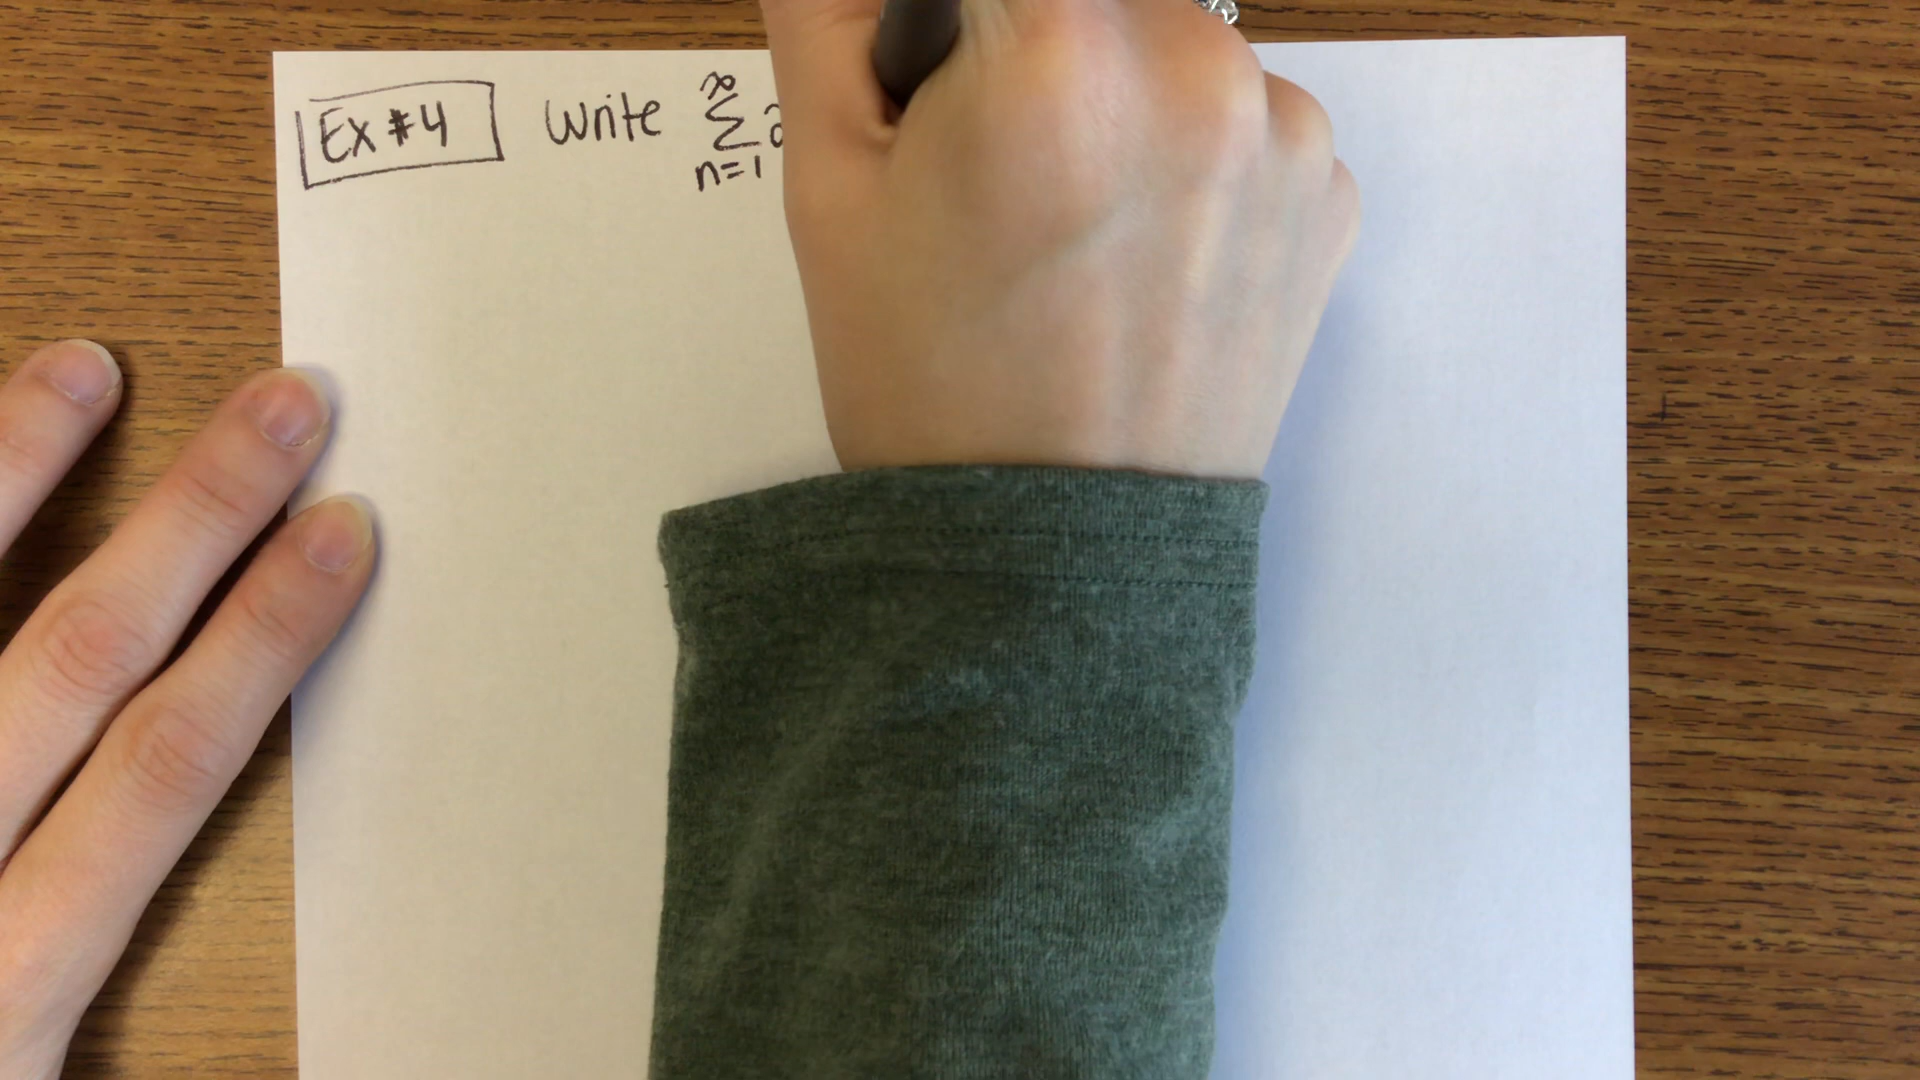 Ex #4 Write ∞ ∑ n=1